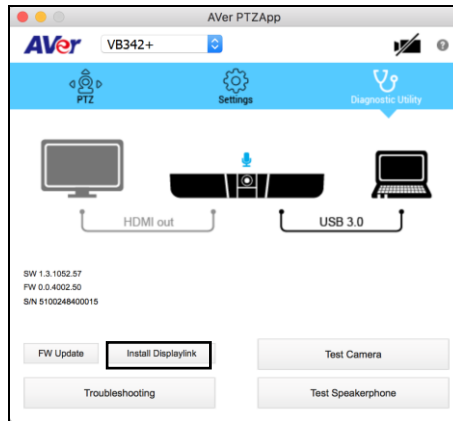 AVer PTZApp
AVer VB342+
PTZ Settings Diagnostic Utility
HDMI out USB 3.0
SW 1.3.1052.57
FW 0.0.4002.50
S/N 5100248400015
FW Update Install Displaylink Test Camera
Troubleshooting Test Speakerphone